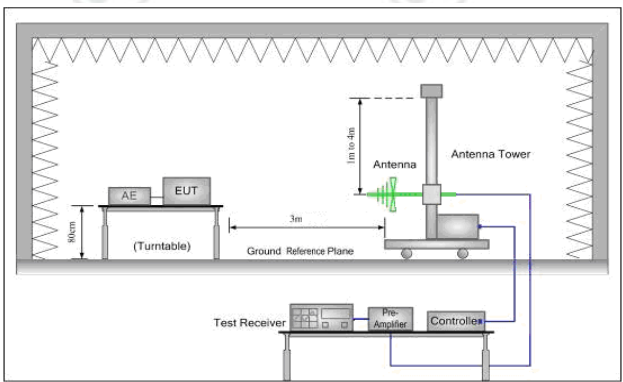 1m to 4m
Antenna
Antenna Tower
AE
EUT
80cm
3m
(Turntable)
Ground Reference Plane
Test Receiver
Pre-
Amplifier
Controller